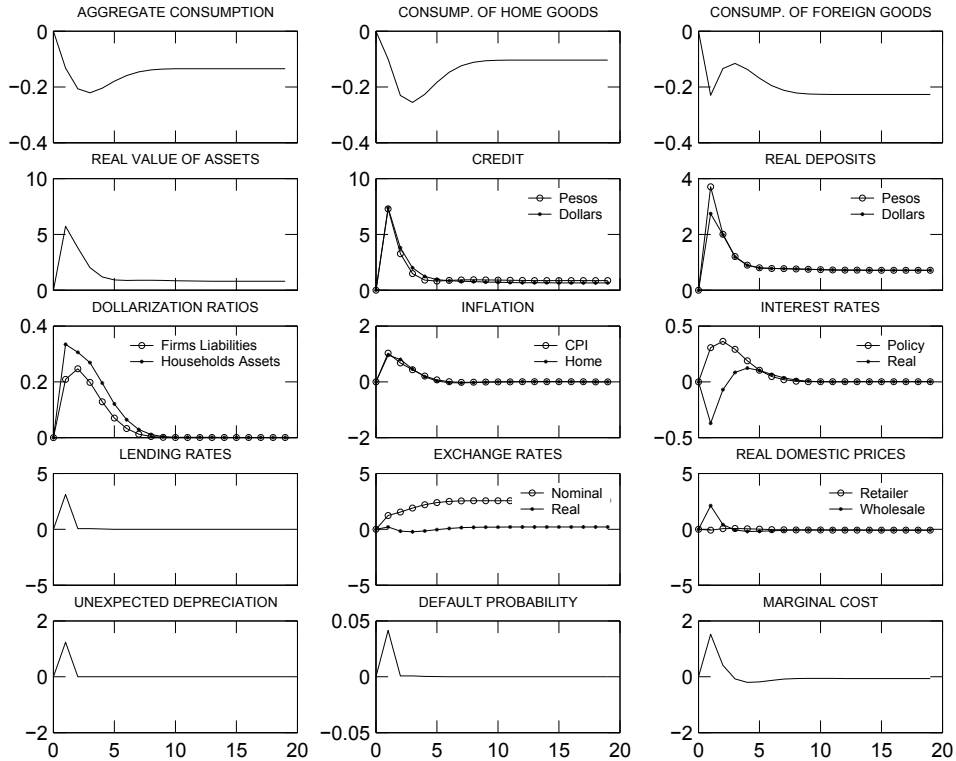 AGGREGATE CONSUMPTION
CONSUMP. OF HOME GOODS
CONSUMP. OF FOREIGN GOODS
0
−0.2
−0.4
0
−0.2
−0.4
0
−0.2
−0.4
REAL VALUE OF ASSETS
CREDIT
REAL DEPOSITS
10
5
0
10
5
0
Pesos
Dollars
4
2
0
Pesos
Dollars
DOLLARIZATION RATIOS
INFLATION
INTEREST RATES
0.4
0.2
0
Firms Liabilities
Households Assets
2
0
−2
CPI
Home
0.5
0
−0.5
Policy
Real
LENDING RATES
EXCHANGE RATES
REAL DOMESTIC PRICES
5
0
−5
5
0
−5
Nominal
Real
5
0
−5
Retailer
Wholesale
UNEXPECTED DEPRECIATION
DEFAULT PROBABILITY
MARGINAL COST
2
0
−2
0.05
0
−0.05
2
0
−2
0 5 10 15 20
0 5 10 15 20
0 5 10 15 20